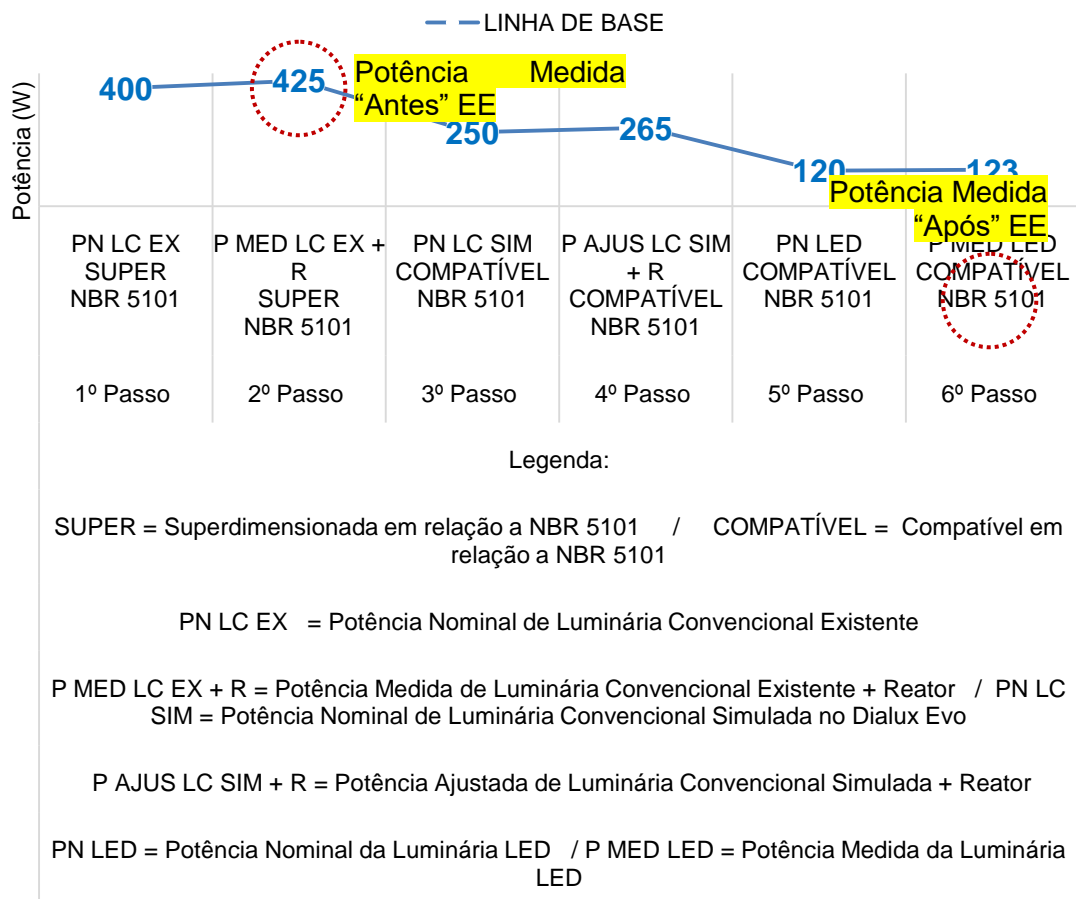 LINHA DE BASE
Potência (W)
400
425
Potência Medida
“Antes” EE
250
265
120
123
Potência Medida
“Após” EE
PN LC EX
SUPER
NBR 5101
P MED LC EX +
R
SUPER
NBR 5101
PN LC SIM
COMPATÍVEL
NBR 5101
P AJUS LC SIM
+ R
COMPATÍVEL
NBR 5101
PN LED
COMPATÍVEL
NBR 5101
P MED LED
COMPATÍVEL
NBR 5101
1º Passo
2º Passo
3º Passo
4º Passo
5º Passo
6º Passo
Legenda:
SUPER = Superdimensionada em relação a NBR 5101 / COMPATÍVEL = Compatível em
relação a NBR 5101
PN LC EX = Potência Nominal de Luminária Convencional Existente
P MED LC EX + R = Potência Medida de Luminária Convencional Existente + Reator / PN LC
SIM = Potência Nominal de Luminária Convencional Simulada no Dialux Evo
P AJUS LC SIM + R = Potência Ajustada de Luminária Convencional Simulada + Reator
PN LED = Potência Nominal da Luminária LED / P MED LED = Potência Medida da Luminária
LED